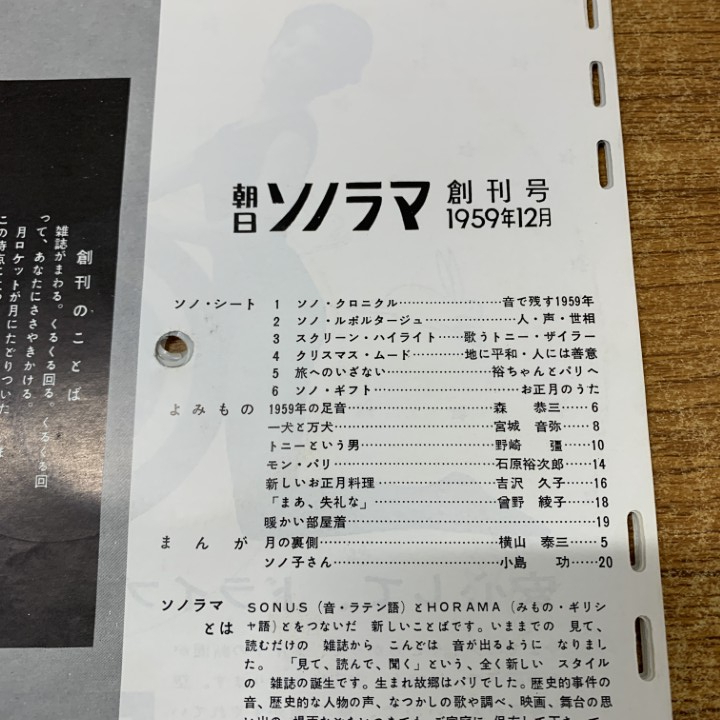 朝日ソノラマ 創刊号
1959年12月
ソノ・シート 1 ソノ・クロニクル…………………音で残す1959年
2 ソノ・ルポルタージュ………………人・声・世相
3 スクリーン・ハイライト……歌うトニー・ザイラー
4 クリスマス・ムード…………地に平和・人には善意
5 旅へのいざない…………………裕ちゃんとパリへ
6 ソノ・ギフト…………………………お正月のうた
よみもの 1959年の足音…………………………森 恭三……6
一犬と万犬…………………………………宮城 音弥……8
トニーという男……………………………野崎 彊……10
モン・パリ…………………………………石原裕次郎……14
新しいお正月料理…………………………吉沢 久子……16
「まあ、失礼な」…………………………曾野 綾子……18
暖かい部屋着………………………………………………19
まんが 月の裏側…………………………………横山 泰三……5
ソノ子さん…………………………………小島 功……20
ソノラマとは SONUS（音・ラテン語）とHORAMA（みもの・ギリシ
ャ語）とをつないだ 新しいことばです。いままでの 見て、
読むだけの 雑誌から こんどは 音が出るように なりまし
た。 「見て、読んで、聞く」という、全く新しい スタイル
の 雑誌の誕生です。生まれ故郷はパリでした。歴史的事件の
音、歴史的な人物の声、なつかしの歌や調べ、映画、舞台の思
創刊のことば
雑誌がまわる。くるくる回る。くるくる回
って、あなたにささやきかける。
月ロケットが月にたどりついた